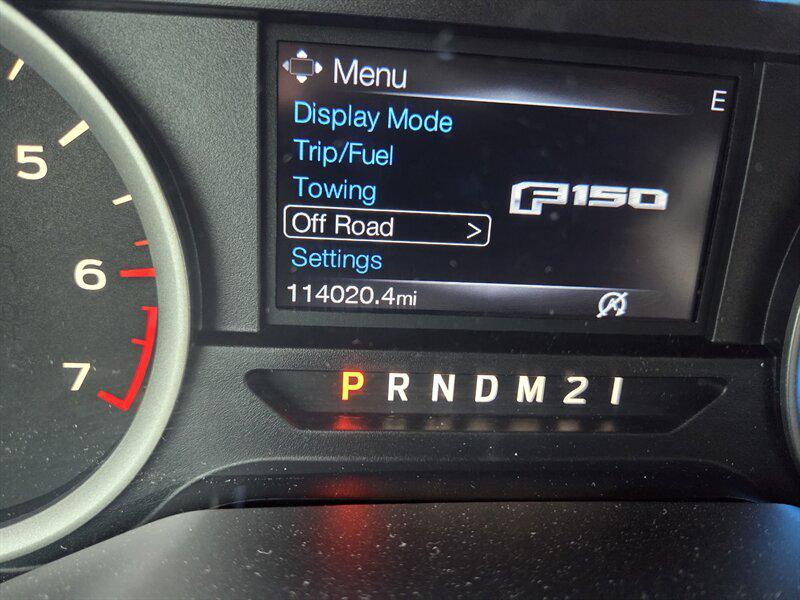 Menu
E
Display Mode
Trip/Fuel
Towing
F150
Off Road >
Settings
114020.4mi
5
6
7
P R N D M 2 1